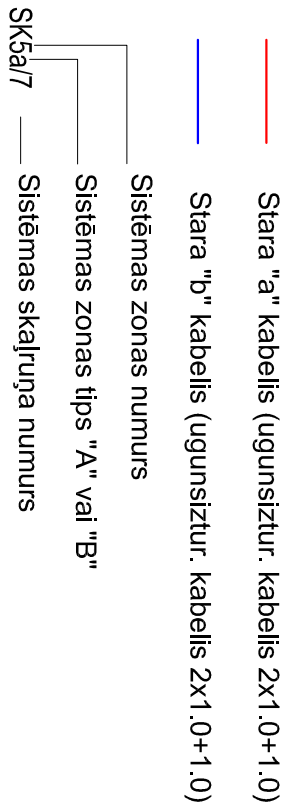 Stara "a" kabelis (ugunsiztur. kabelis 2x1.0+1.0)
Stara "b" kabelis (ugunsiztur. kabelis 2x1.0+1.0)
Sistēmas zonas numurs
Sistēmas zonas tips "A" vai "B"
SK5a/7
Sistēmas skaļruņa numurs